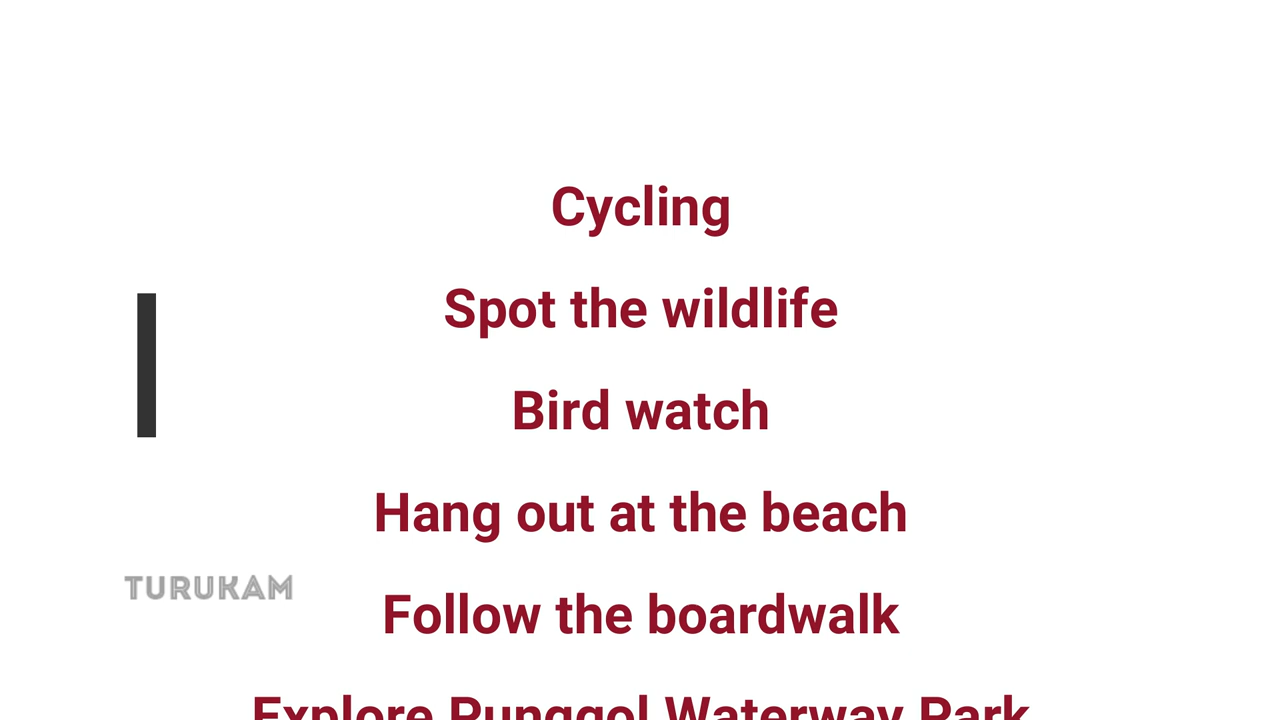 Cycling
Spot the wildlife
Bird watch
Hang out at the beach
TURUKAM
Follow the boardwalk
Explore Punggol Waterway Park